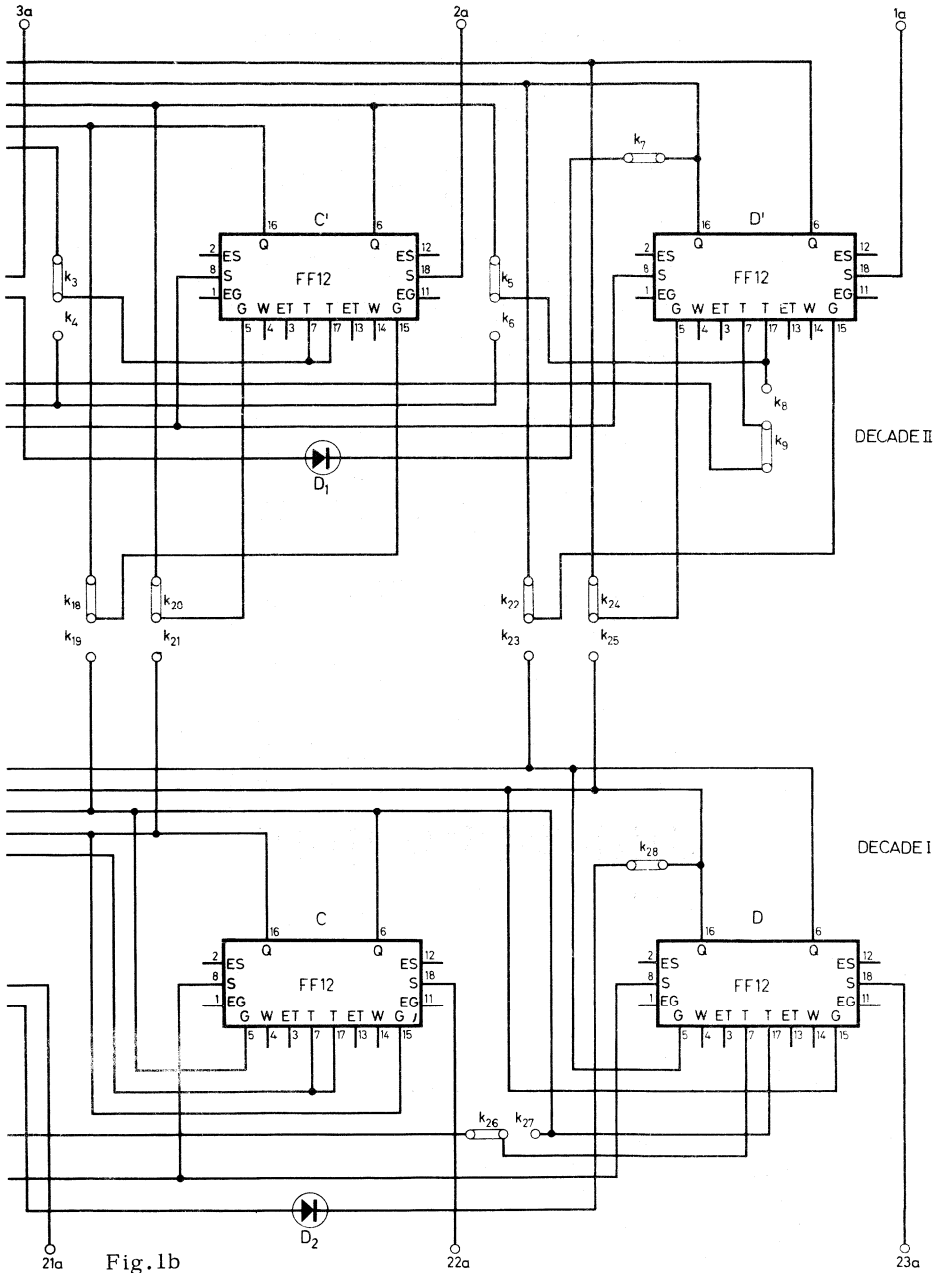 3a 2a 1a
k7
C' D'
16 6 16 6
2 ES Q Q ES 12 2 ES Q Q ES 12
8 S FF12 S 18 8 S FF12 S 18
1 EG EG 11 1 EG EG 11
G W ET T T ET W G G W ET T T ET W G
5 4 3 7 17 13 14 15 5 4 3 7 17 13 14 15
k3 k5
k4 k6
k8
k9
DECADE II
D1
k18 k20 k22 k24
k19 k21 k23 k25
DECADE I
k28
C D
16 6 16 6
2 ES Q Q ES 12 2 ES Q Q ES 12
8 S FF12 S 18 8 S FF12 S 18
1 EG EG 11 1 EG EG 11
G W ET T T ET W G G W ET T T ET W G
5 4 3 7 17 13 14 15 5 4 3 7 17 13 14 15
k26 k27
D2
21a Fig.1b 22a 23a